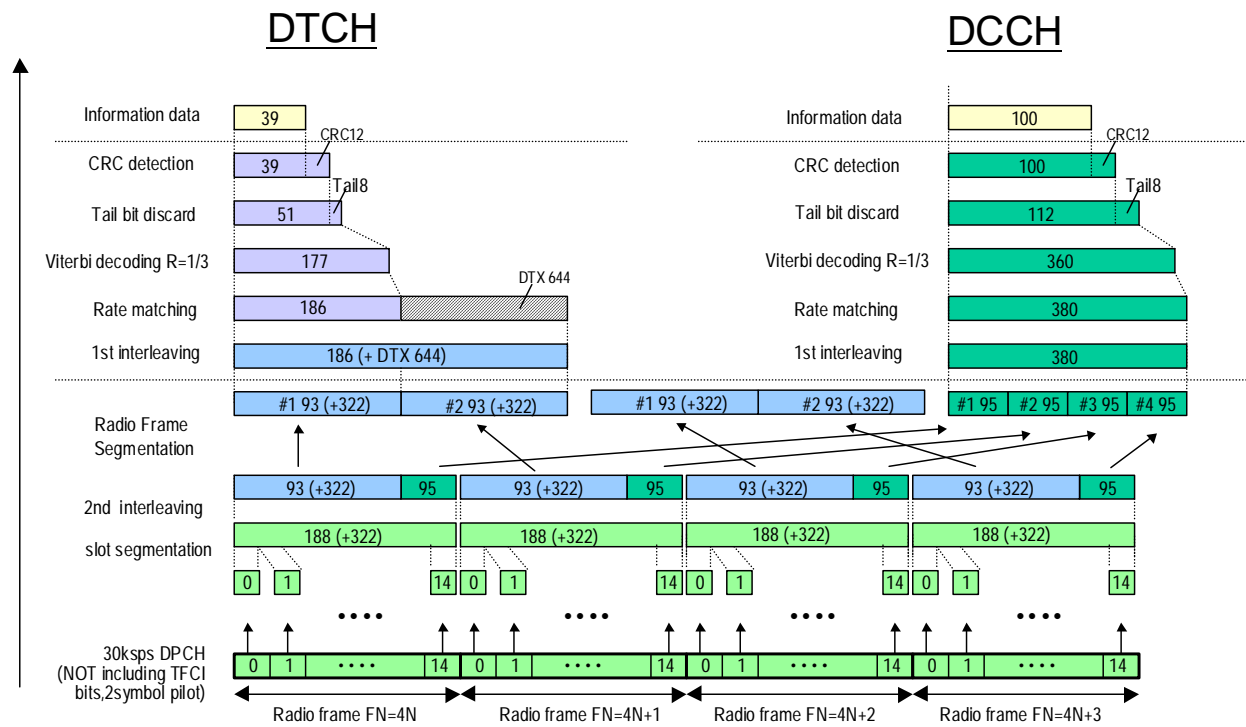 DTCH DCCH
Information data 39 Information data 100
CRC12 CRC12
CRC detection 39 CRC detection 100
Tail8 Tail8
Tail bit discard 51 Tail bit discard 112
Viterbi decoding R=1/3 177 Viterbi decoding R=1/3 360
DTX 644
Rate matching 186 Rate matching 380
1st interleaving 186 (+ DTX 644) 1st interleaving 380
#1 93 (+322) #2 93 (+322) #1 93 (+322) #2 93 (+322) #1 95 #2 95 #3 95 #4 95
Radio Frame
Segmentation
93 (+322) 95 93 (+322) 95 93 (+322) 95 93 (+322) 95
2nd interleaving
188 (+322) 188 (+322) 188 (+322) 188 (+322)
slot segmentation
0 1 14 0 1 14 0 1 14 0 1 14
•••• •••• •••• ••••
30ksps DPCH
(NOT including TFCI
bits,2symbol pilot)
0 1 •••• 14 0 1 •••• 14 0 1 •••• 14 0 1 •••• 14
Radio frame FN=4N Radio frame FN=4N+1 Radio frame FN=4N+2 Radio frame FN=4N+3